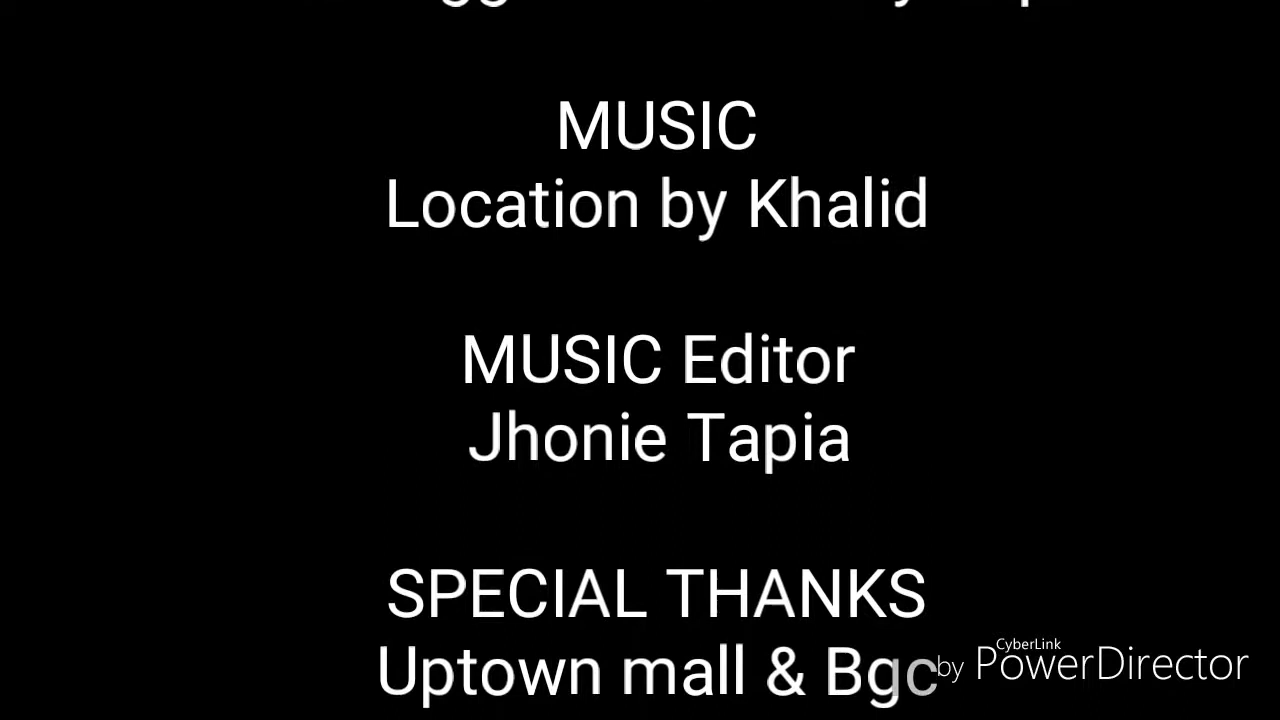 MUSIC
Location by Khalid
MUSIC Editor
Jhonie Tapia
SPECIAL THANKS
Uptown mall & Bgc
by CyberLink PowerDirector